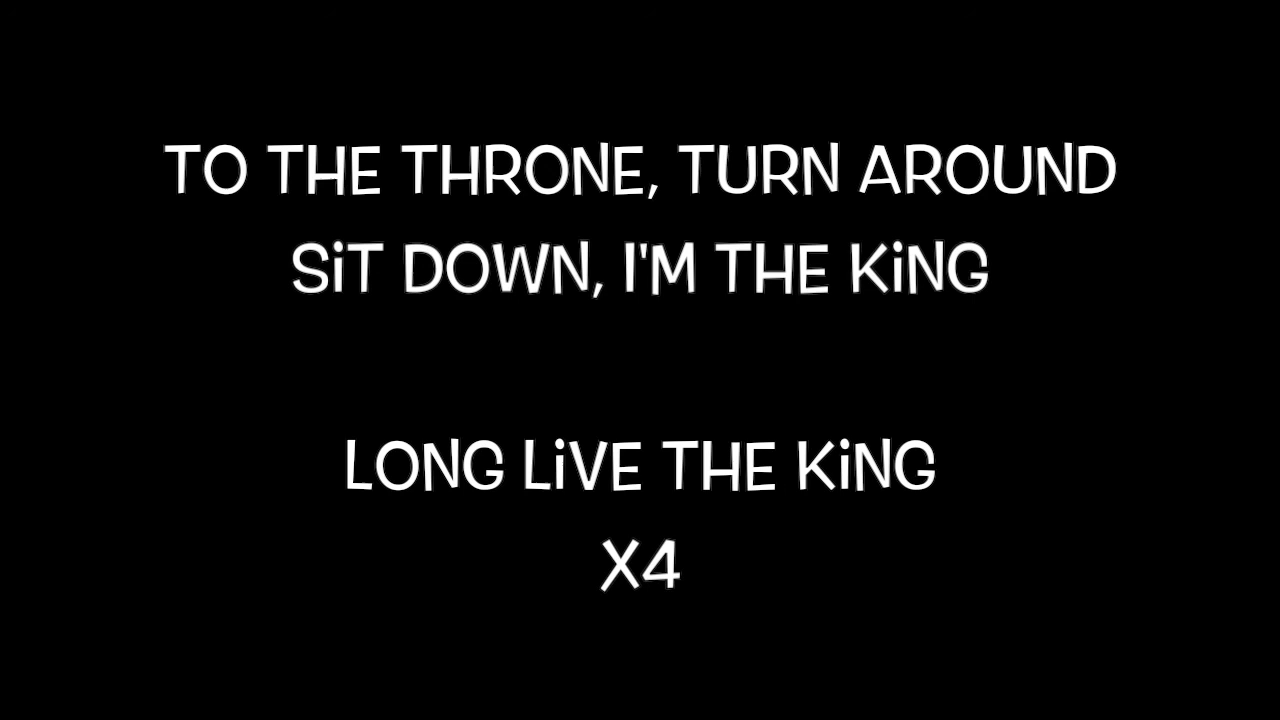 TO THE THRONE, TURN AROUND
SiT DOWN, I'M THE KiNG
LONG LiVE THE KiNG
X4